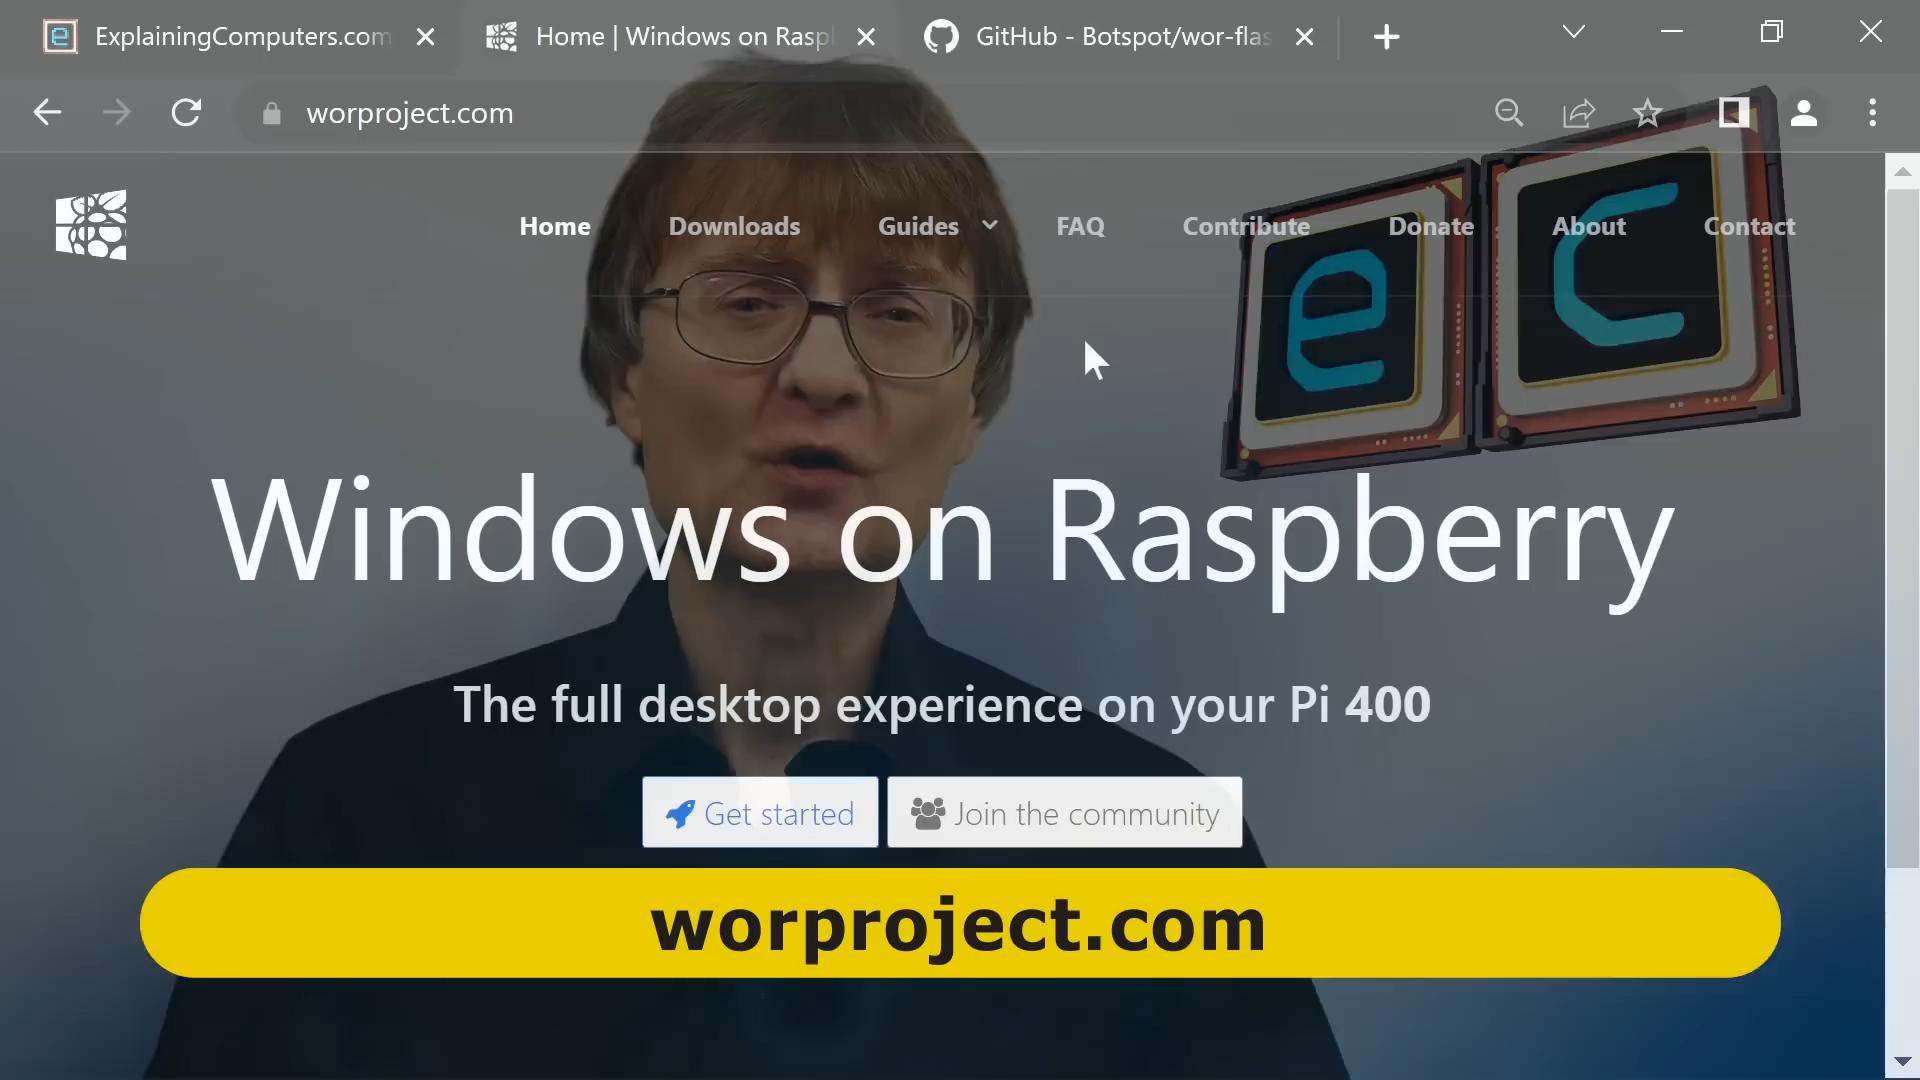 ExplainingComputers.com
Home | Windows on Rasp
GitHub - Botspot/wor-flas
worproject.com
Home
Downloads
Guides
FAQ
Contribute
Donate
About
Contact
e C
Windows on Raspberry
The full desktop experience on your Pi 400
Get started
Join the community
worproject.com